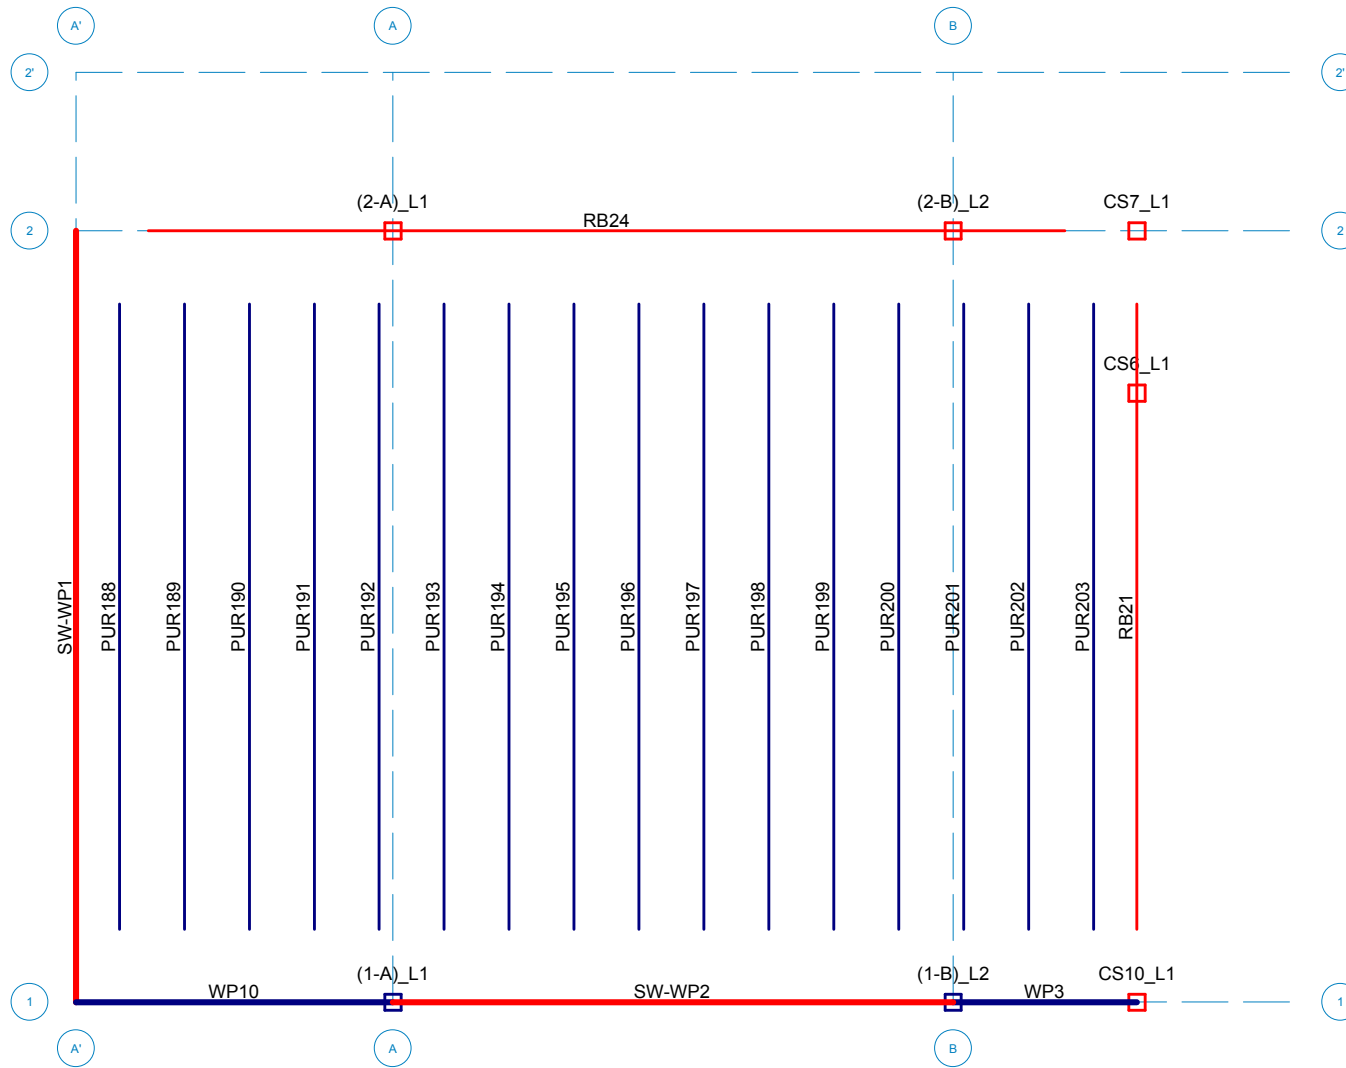 A' A B
2' 2'
(2-A)_L1 (2-B)_L2 CS7_L1
RB24
2 2
CS6_L1
SW-WP1 PUR188 PUR189 PUR190 PUR191 PUR192 PUR193 PUR194 PUR195 PUR196 PUR197 PUR198 PUR199 PUR200 PUR201 PUR202 PUR203 RB21
(1-A)_L1 (1-B)_L2 CS10_L1
WP10 SW-WP2 WP3
1 1
A' A B